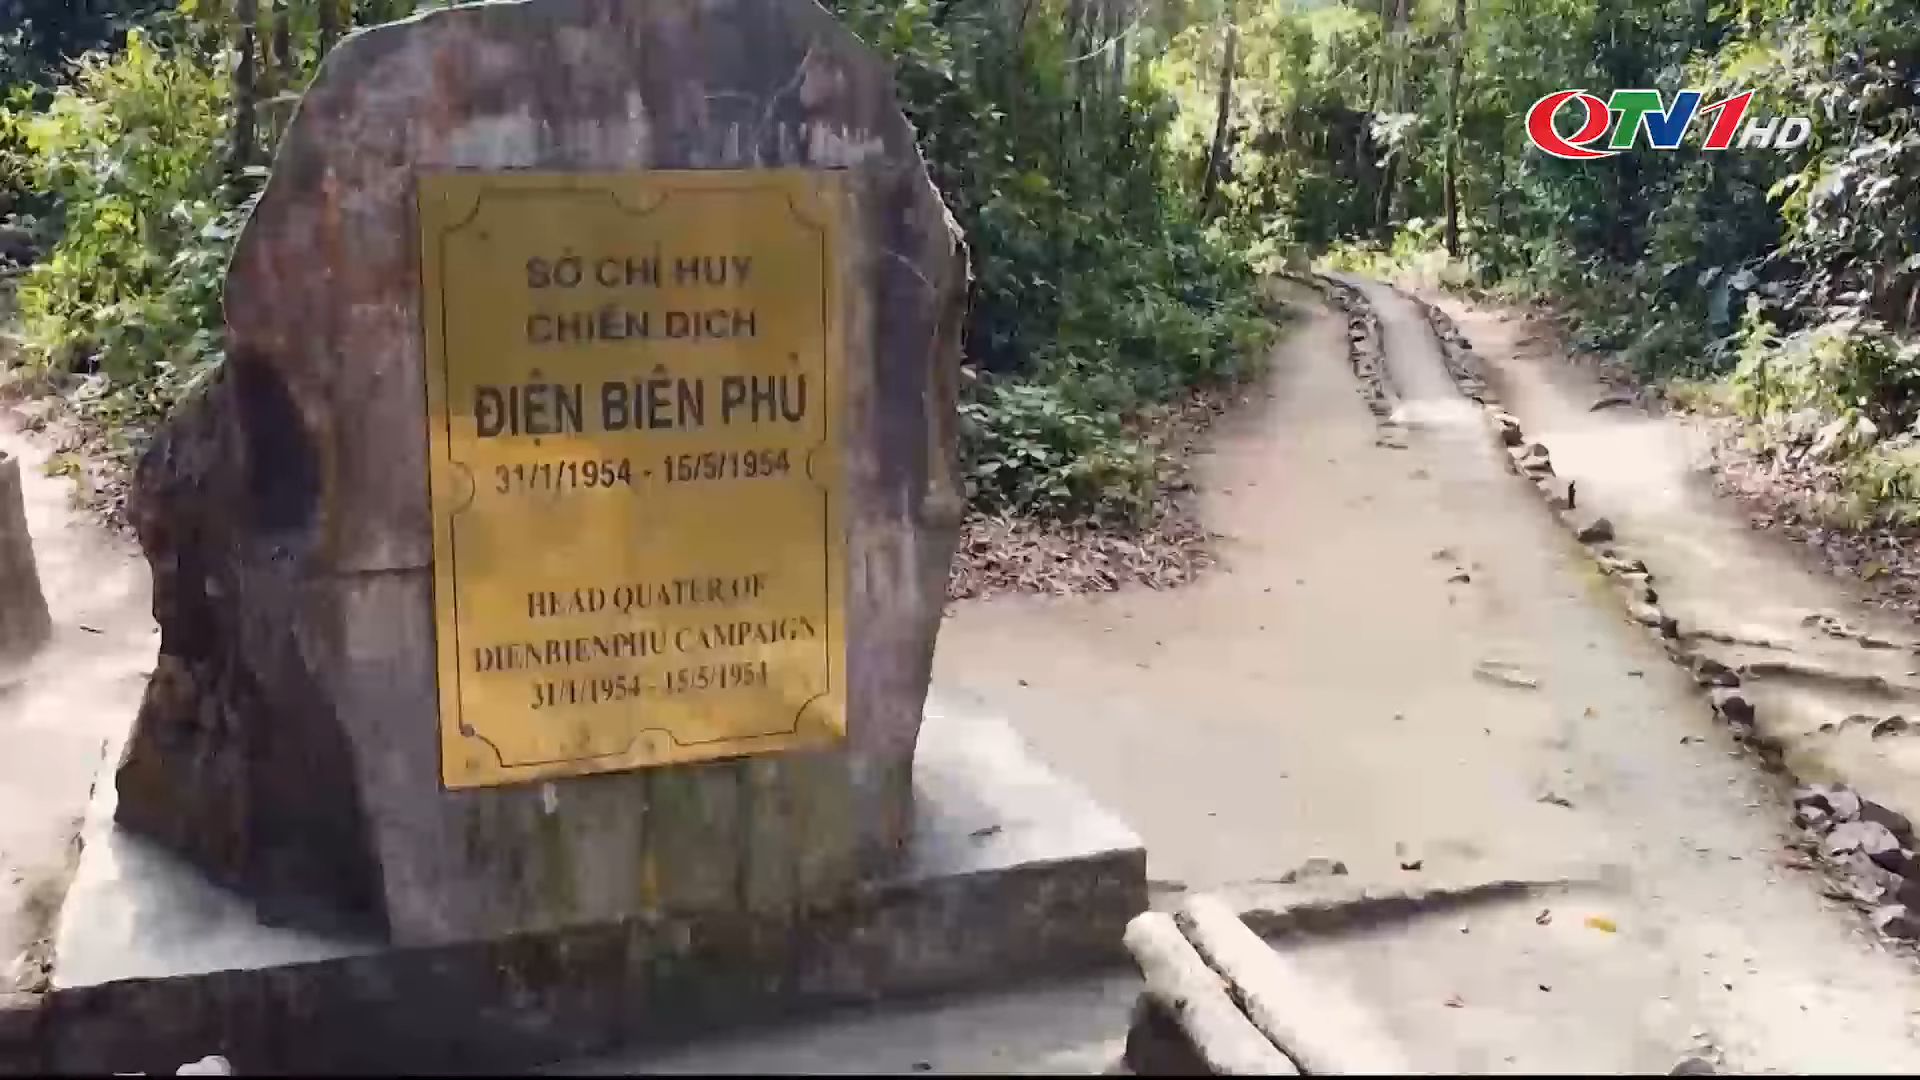 SỞ CHỈ HUY
CHIẾN DỊCH
ĐIỆN BIÊN PHỦ
31/1/1954 - 15/5/1954
HEAD QUATER OF
DIENBIENPHU CAMPAIGN
31/1/1954 - 15/5/1954
QTV1HD